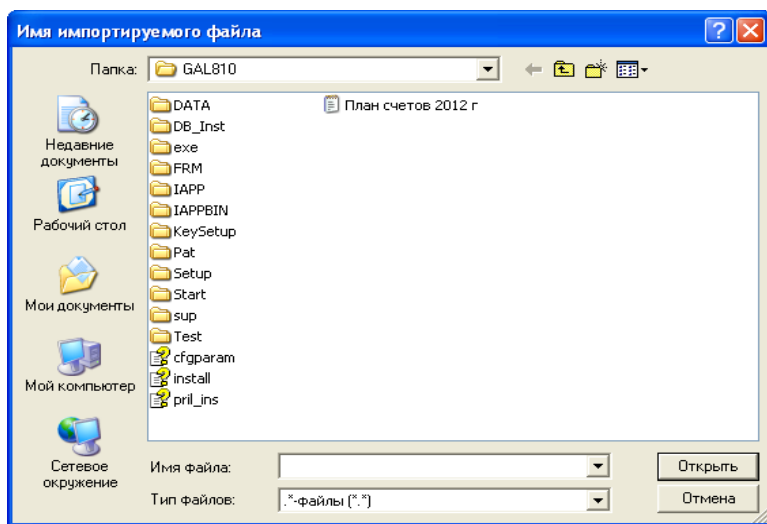 Имя импортируемого файла
Папка: GAL810
Недавние документы
Рабочий стол
Мои документы
Мой компьютер
Сетевое окружение
DATA
DB_Inst
exe
FRM
IAPP
IAPPBIN
KeySetup
Pat
Setup
Start
sup
Test
cfgparam
install
pril_ins
План счетов 2012 г
Имя файла:
Открыть
Тип файлов: .*-файлы (*.*)
Отмена